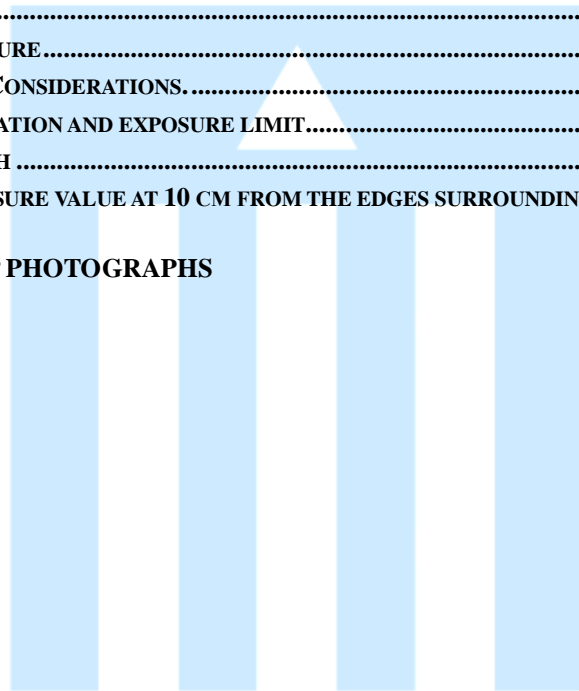 URE
CONSIDERATIONS.
ATION AND EXPOSURE LIMIT
H
SURE VALUE AT 10 CM FROM THE EDGES SURROUNDIN
PHOTOGRAPHS